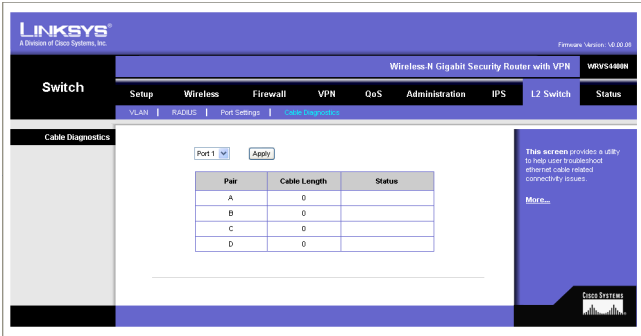 LINKSYS®
A Division of Cisco Systems, Inc.
Firmware Version: V0.00.08
Wireless-N Gigabit Security Router with VPN WRVS4400N
Switch
Setup Wireless Firewall VPN QoS Administration IPS L2 Switch Status
VLAN | RADIUS | Port Settings | Cable Diagnostics
Cable Diagnostics
Port 1 Apply
Pair Cable Length Status
A 0
B 0
C 0
D 0
This screen provides a utility
to help user troubleshoot
ethernet cable related
connectivity issues.
More...
CISCO SYSTEMS